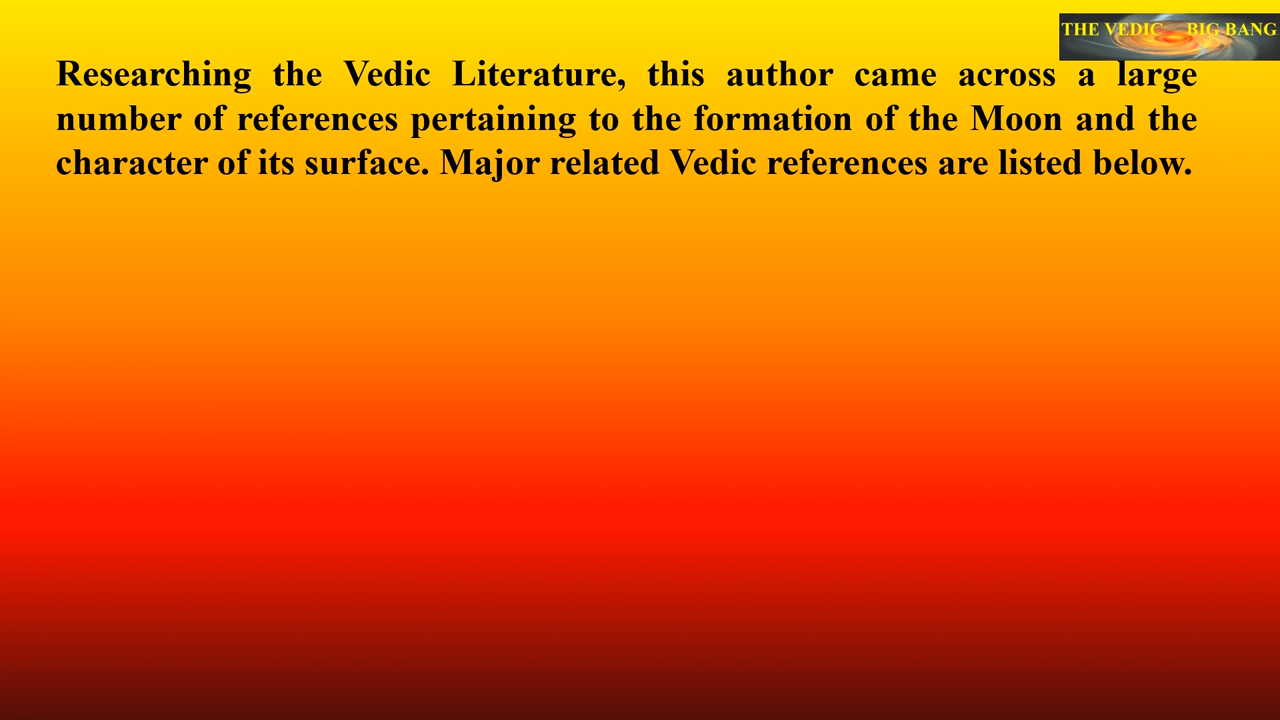 THE VEDIC BIG BANG
Researching the Vedic Literature, this author came across a large
number of references pertaining to the formation of the Moon and the
character of its surface. Major related Vedic references are listed below.